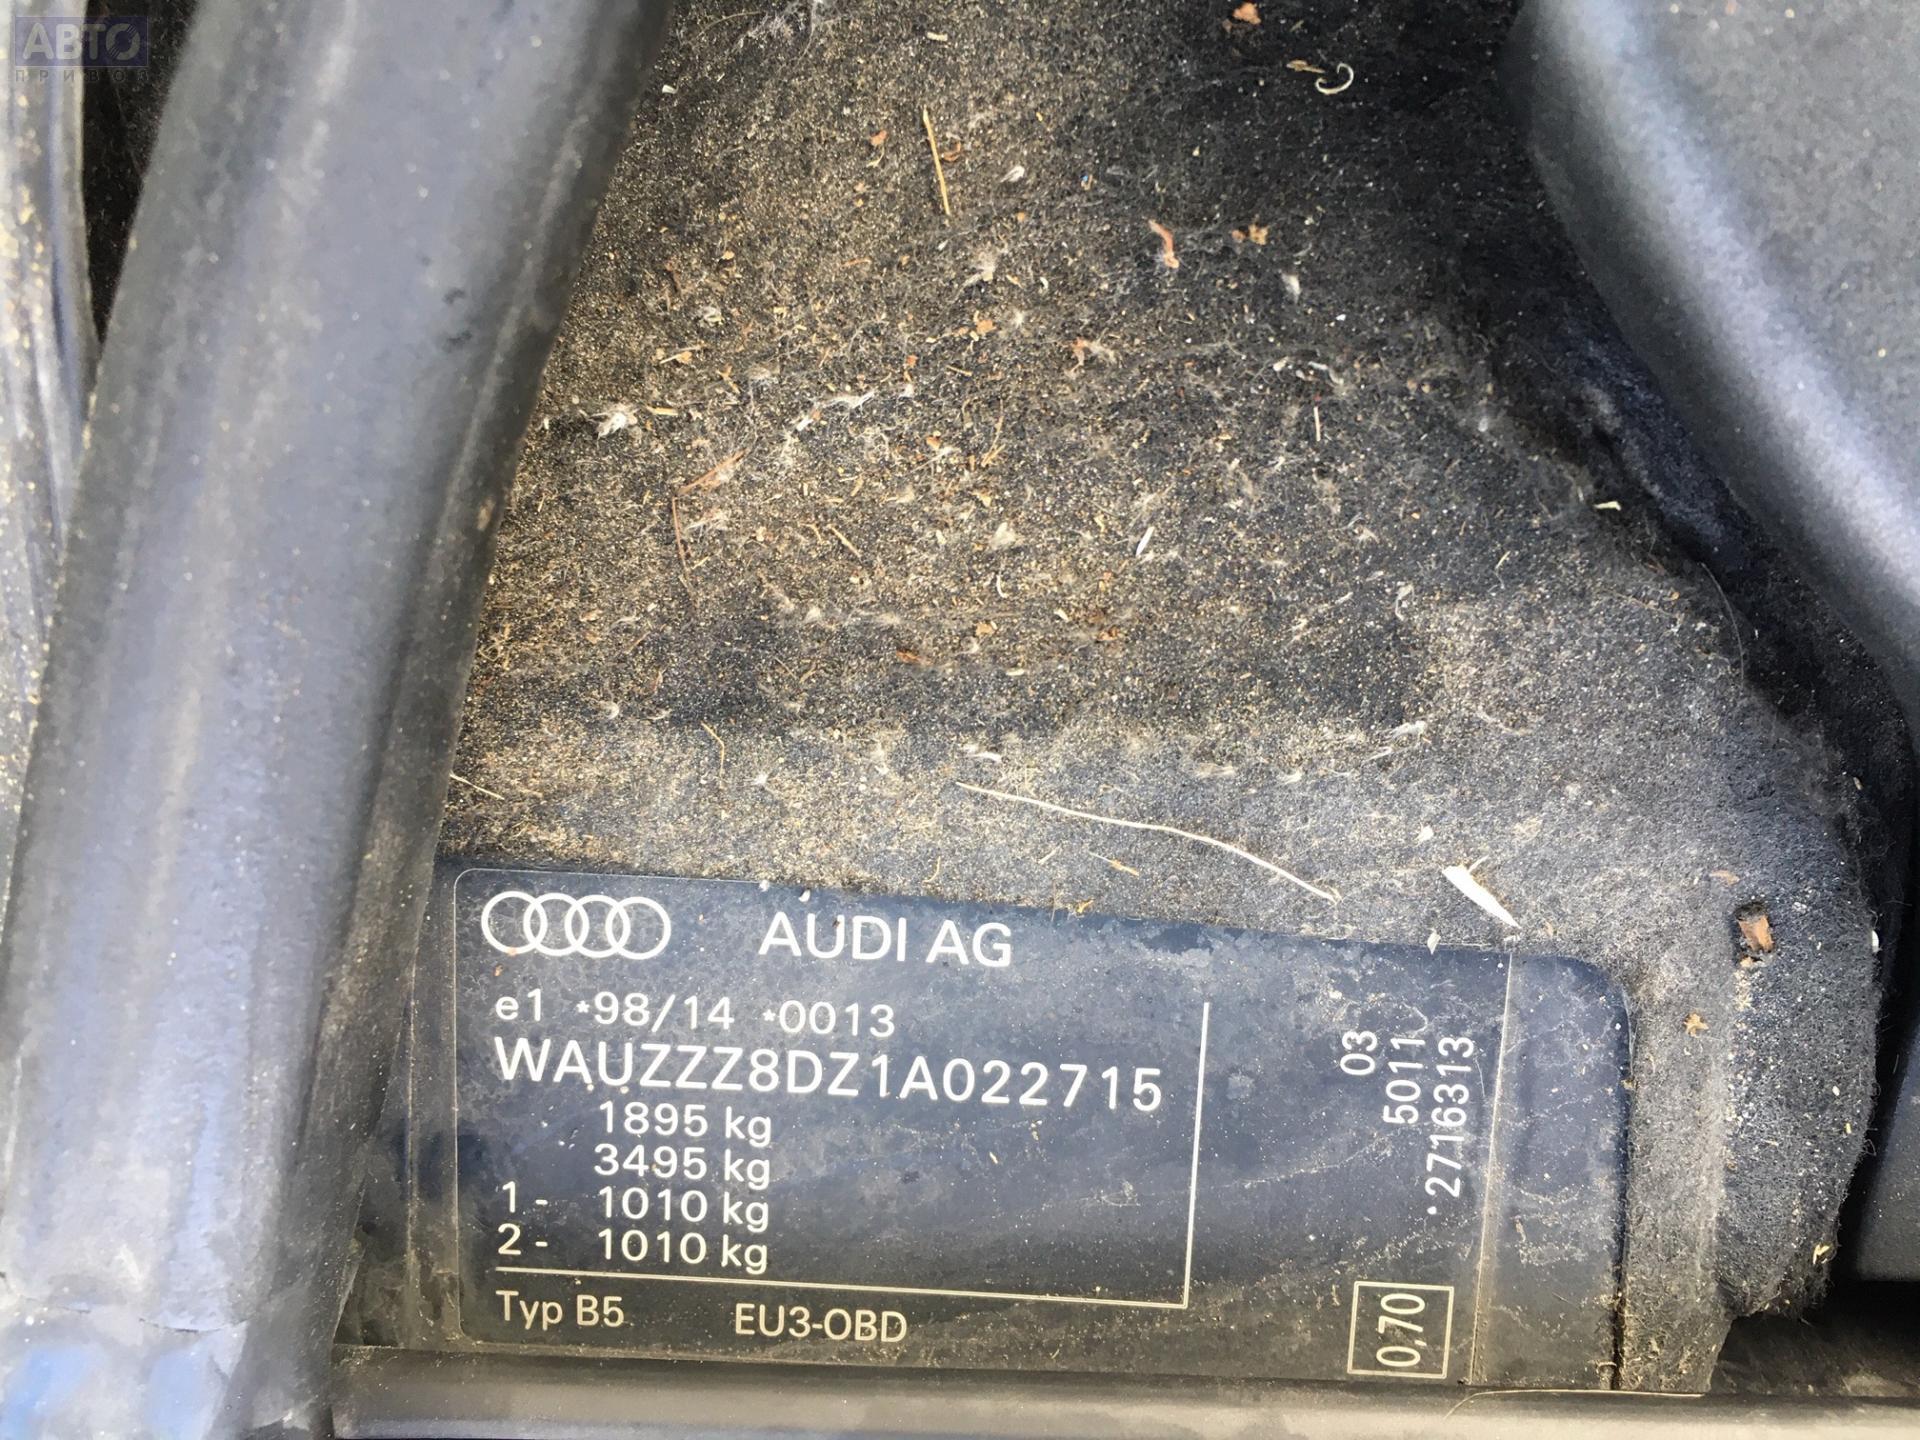 АВТО
ПРИВОЗ
AUDI AG
e1 *98/14 *0013
WAUZZZ8DZ1A022715
1895 kg
3495 kg
1- 1010 kg
2- 1010 kg
Typ B5 EU3-OBD
03
5011
.2716313
0,70